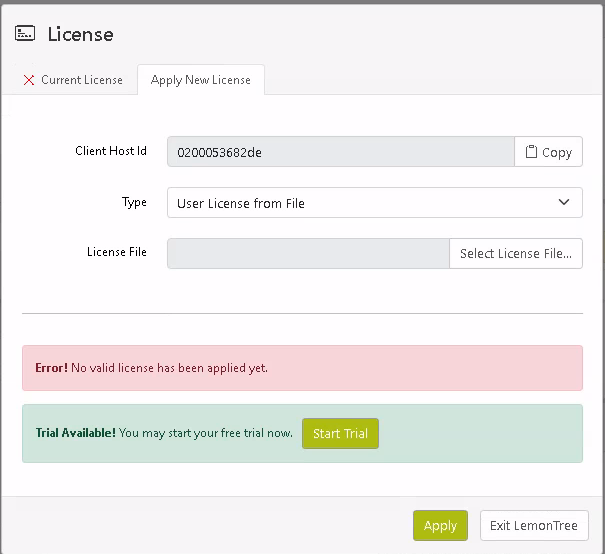 License
Current License
Apply New License
Client Host Id
0200053682de
Copy
Type
User License from File
License File
Select License File...
Error! No valid license has been applied yet.
Trial Available! You may start your free trial now.
Start Trial
Apply
Exit LemonTree